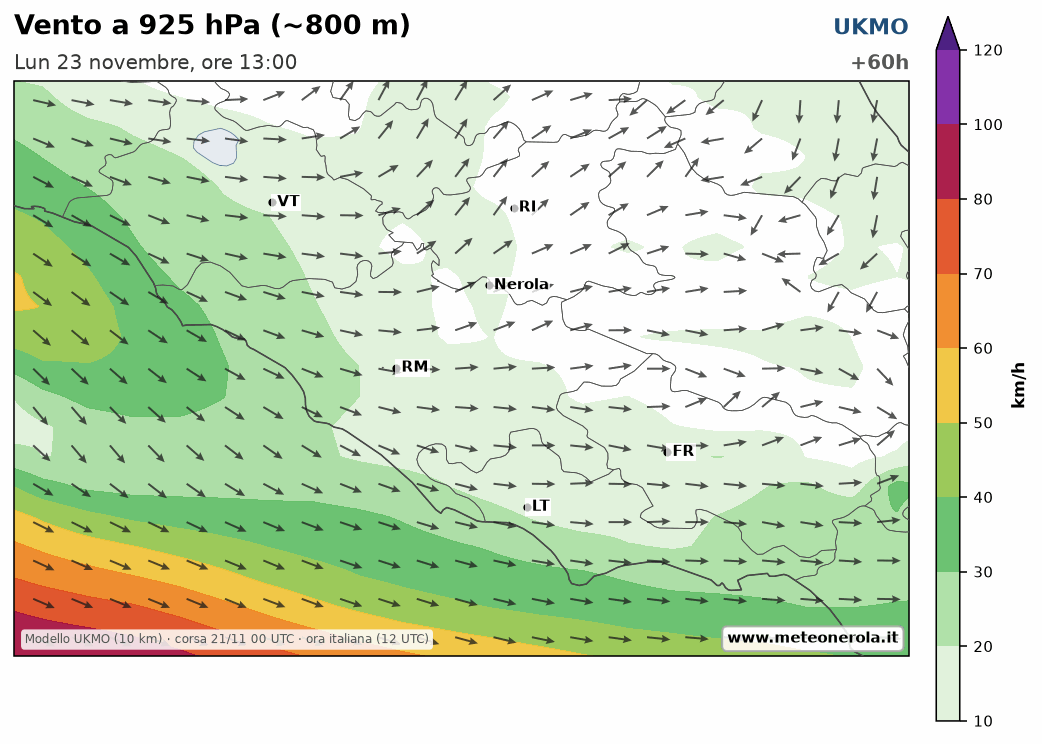 Vento a 925 hPa (~800 m)
UKMO
Lun 23 novembre, ore 13:00
+60h
120
100
80
70
60
50
40
30
20
10
km/h
VT
RI
Nerola
RM
FR
LT
Modello UKMO (10 km) · corsa 21/11 00 UTC · ora italiana (12 UTC)
www.meteonerola.it